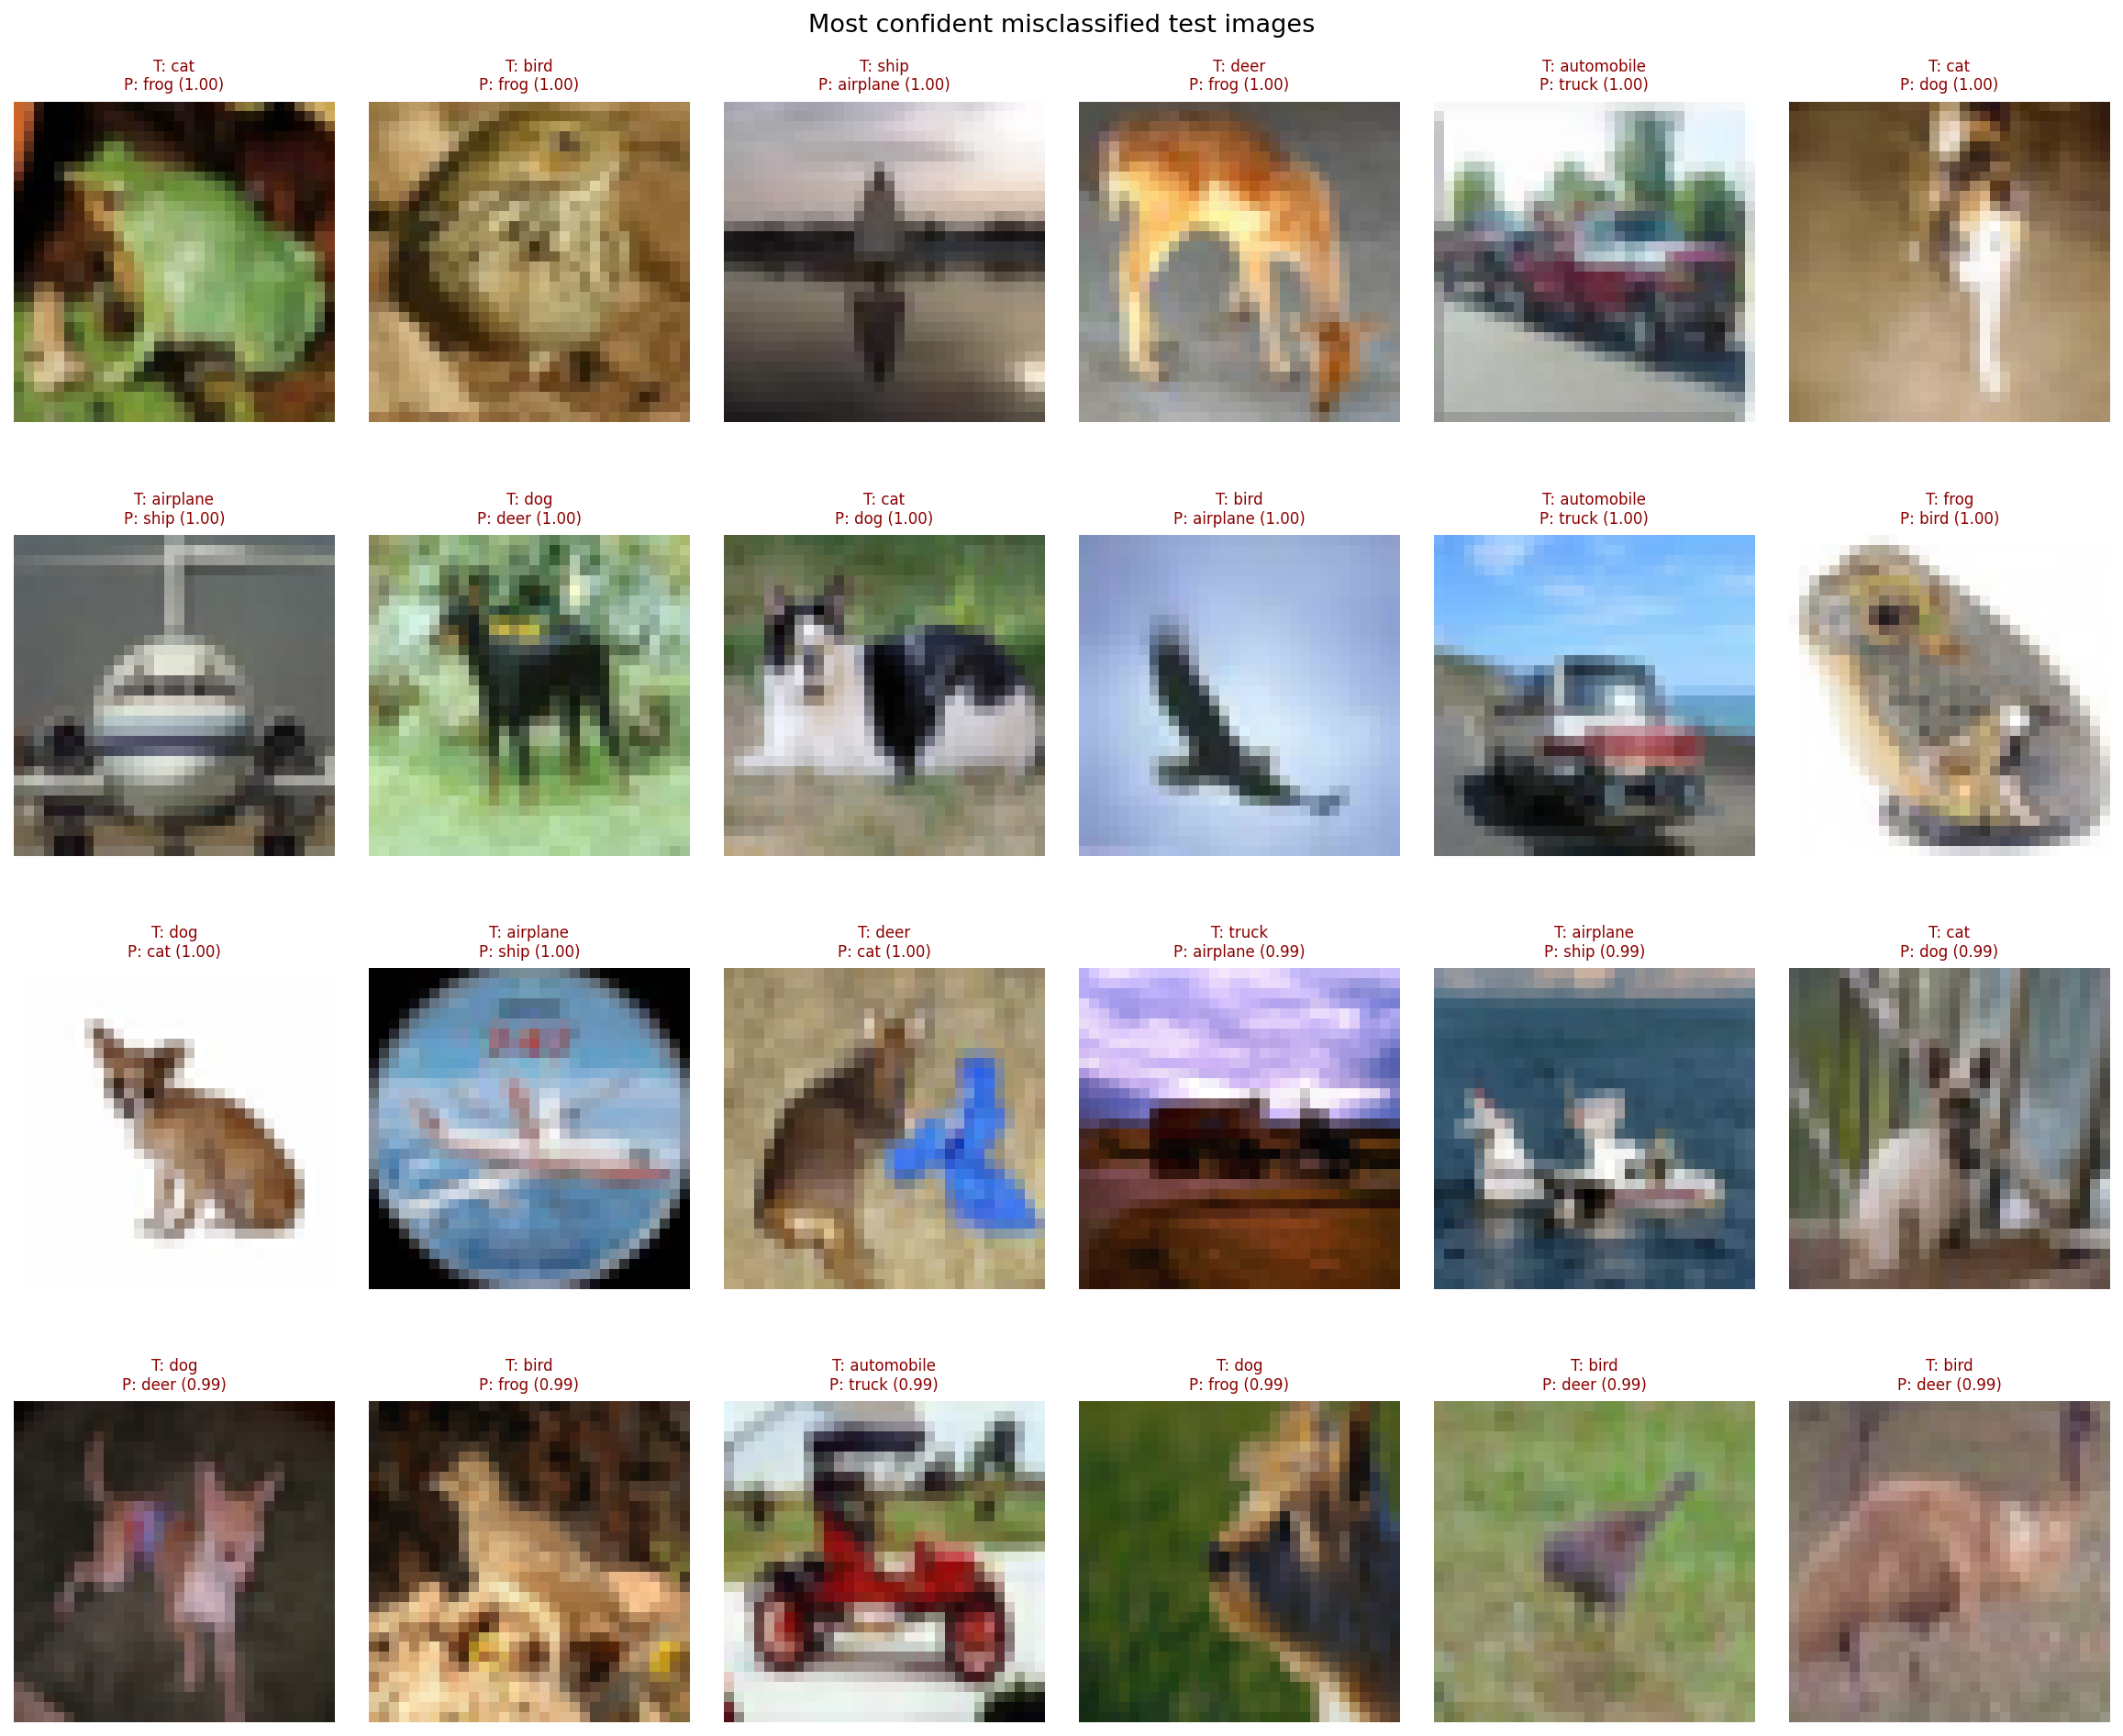 Most confident misclassified test images
T: cat
P: frog (1.00)
T: bird
P: frog (1.00)
T: ship
P: airplane (1.00)
T: deer
P: frog (1.00)
T: automobile
P: truck (1.00)
T: cat
P: dog (1.00)
T: airplane
P: ship (1.00)
T: dog
P: deer (1.00)
T: cat
P: dog (1.00)
T: bird
P: airplane (1.00)
T: automobile
P: truck (1.00)
T: frog
P: bird (1.00)
T: dog
P: cat (1.00)
T: airplane
P: ship (1.00)
T: deer
P: cat (1.00)
T: truck
P: airplane (0.99)
T: airplane
P: ship (0.99)
T: cat
P: dog (0.99)
T: dog
P: deer (0.99)
T: bird
P: frog (0.99)
T: automobile
P: truck (0.99)
T: dog
P: frog (0.99)
T: bird
P: deer (0.99)
T: bird
P: deer (0.99)